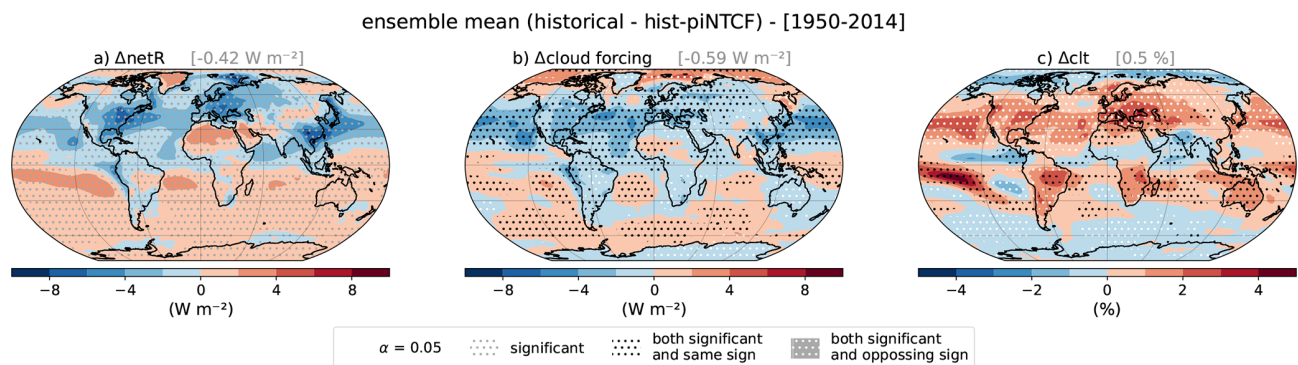 ensemble mean (historical - hist-piNTCF) - [1950-2014]
a) ΔnetR [-0.42 W m⁻²]
b) Δcloud forcing [-0.59 W m⁻²]
c) Δclt [0.5 %]
−8 −4 0 4 8
(W m⁻²)
−8 −4 0 4 8
(W m⁻²)
−4 −2 0 2 4
(%)
α = 0.05
significant
both significant
and same sign
both significant
and oppossing sign